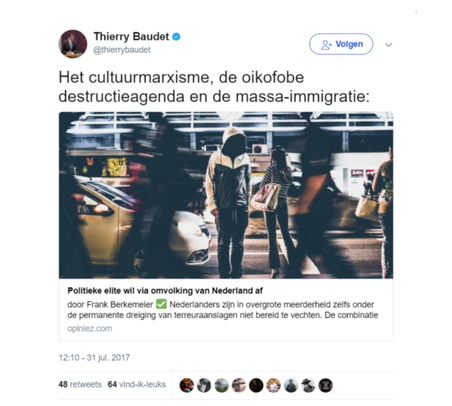 Thierry Baudet
@thierrybaudet
Volgen
Het cultuurmarxisme, de oikofobe
destructieagenda en de massa-immigratie:
Politieke elite wil via omvolking van Nederland af
door Frank Berkemeier ✅ Nederlanders zijn in overgrote meerderheid zelfs onder
de permanente dreiging van terreuraanslagen niet bereid te vechten. De combinatie
opiniez.com
12:10 - 31 jul. 2017
48 retweets 64 vind-ik-leuks